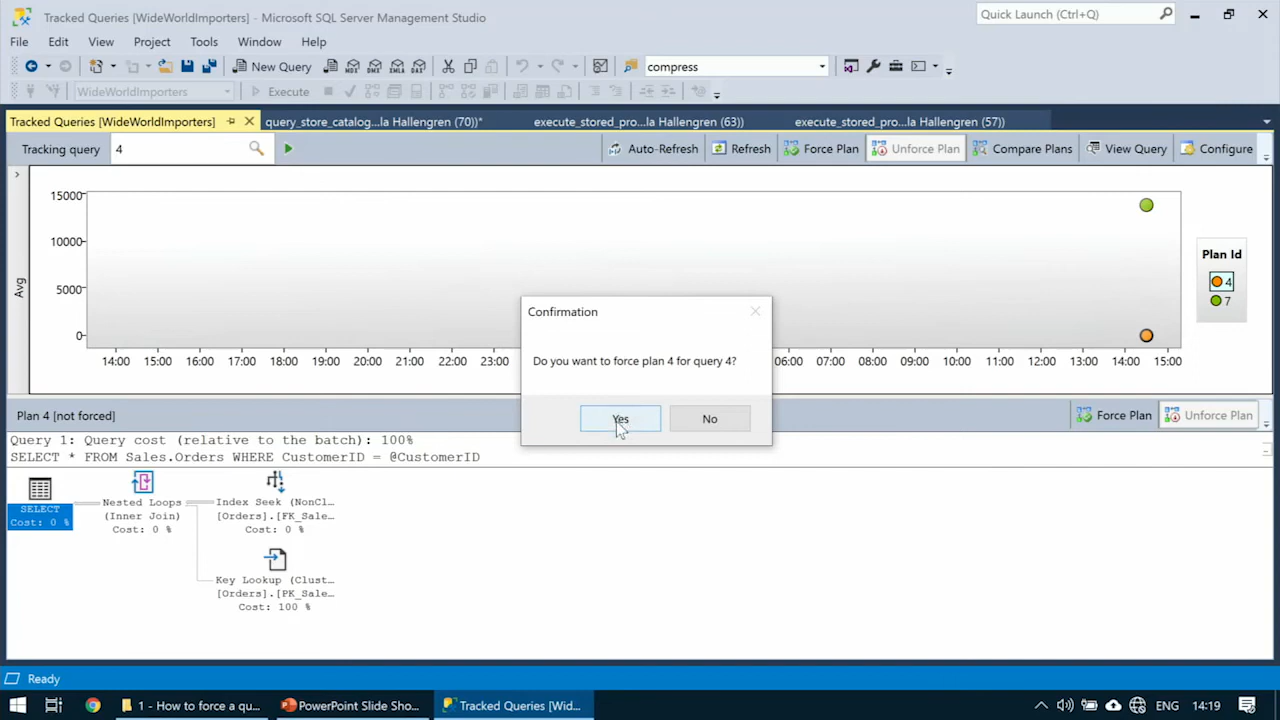 Tracked Queries [WideWorldImporters] - Microsoft SQL Server Management Studio
Quick Launch (Ctrl+Q)
File Edit View Project Tools Window Help
New Query MDX DMX XMLA DAX compress
WideWorldImporters Execute
Tracked Queries [WideWorldImporters] query_store_catalog...la Hallengren (70))* execute_stored_pro...la Hallengren (63)) execute_stored_pro...la Hallengren (57))
Tracking query 4 Auto-Refresh Refresh Force Plan Unforce Plan Compare Plans View Query Configure
15000
10000
5000
0
Avg
14:00 15:00 16:00 17:00 18:00 19:00 20:00 21:00 22:00 23:00 06:00 07:00 08:00 09:00 10:00 11:00 12:00 13:00 14:00 15:00
Plan Id
4
7
Confirmation
Do you want to force plan 4 for query 4?
Yes No
Plan 4 [not forced] Force Plan Unforce Plan
Query 1: Query cost (relative to the batch): 100%
SELECT * FROM Sales.Orders WHERE CustomerID = @CustomerID
SELECT
Cost: 0 %
Nested Loops
(Inner Join)
Cost: 0 %
Index Seek (NonCl...
[Orders].[FK_Sale...
Cost: 0 %
Key Lookup (Clust...
[Orders].[PK_Sale...
Cost: 100 %
Ready
1 - How to force a qu... PowerPoint Slide Sho... Tracked Queries [Wid... ENG 14:19